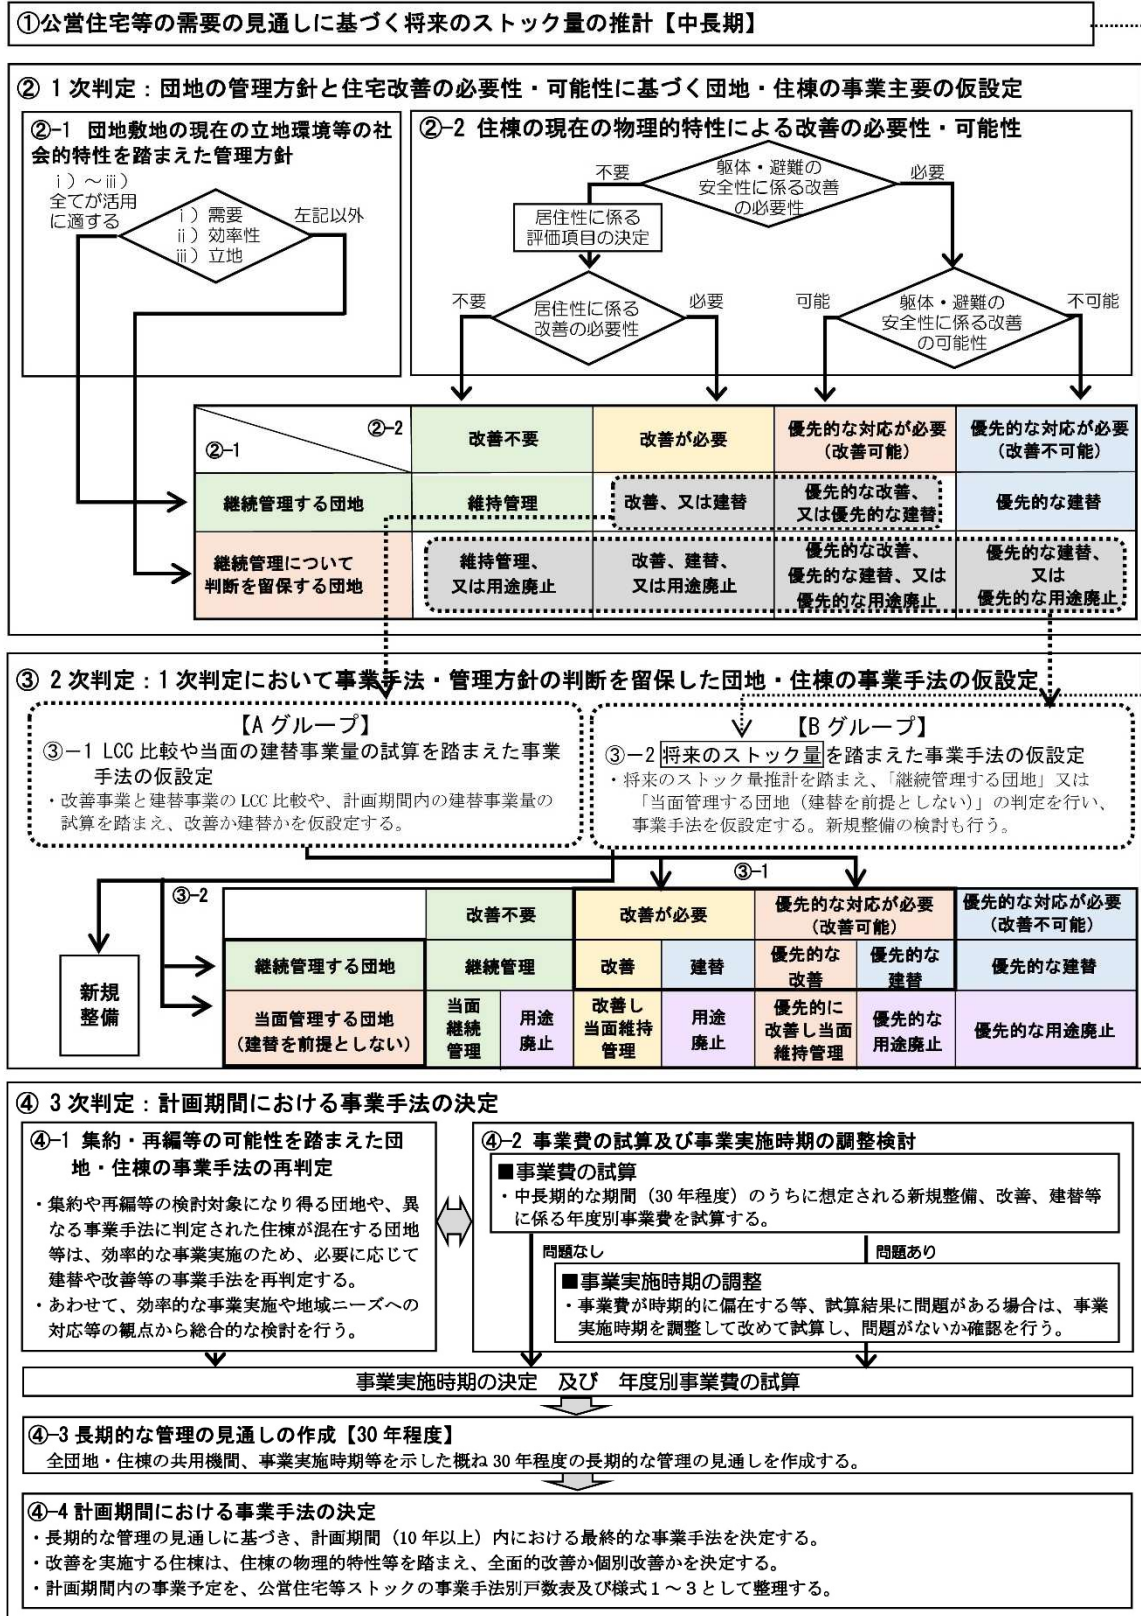 ①公営住宅等の需要の見通しに基づく将来のストック量の推計【中長期】
② 1次判定：団地の管理方針と住宅改善の必要性・可能性に基づく団地・住棟の事業主要の仮設定
②-1 団地敷地の現在の立地環境等の社
会的特性を踏まえた管理方針
ⅰ）～ⅲ）
全てが活用
に適する
ⅰ）需要
ⅱ）効率性
ⅲ）立地
左記以外
②-2 住棟の現在の物理的特性による改善の必要性・可能性
不要
躯体・避難の
安全性に係る改善
の必要性
必要
居住性に係る
評価項目の決定
不要
居住性に係る
改善の必要性
必要
可能
躯体・避難の
安全性に係る改善
の可能性
不可能
②-2
②-1
改善不要
改善が必要
優先的な対応が必要
（改善可能）
優先的な対応が必要
（改善不可能）
継続管理する団地
維持管理
改善、又は建替
優先的な改善、
又は優先的な建替
優先的な建替
継続管理について
判断を留保する団地
維持管理、
又は用途廃止
改善、建替、
又は用途廃止
優先的な改善、
優先的な建替、又は
優先的な用途廃止
優先的な建替、
又は
優先的な用途廃止
③ 2次判定：1次判定において事業手法・管理方針の判断を留保した団地・住棟の事業手法の仮設定
【Aグループ】
③－1 LCC 比較や当面の建替事業量の試算を踏まえた事業
手法の仮設定
・改善事業と建替事業の LCC 比較や、計画期間内の建替事業量の
試算を踏まえ、改善か建替かを仮設定する。
【Bグループ】
③－2 将来のストック量を踏まえた事業手法の仮設定
・将来のストック量推計を踏まえ、「継続管理する団地」又は
「当面管理する団地（建替を前提としない）」の判定を行い、
事業手法を仮設定する。新規整備の検討も行う。
③-1
③-2
新規
整備
改善不要
改善が必要
優先的な対応が必要
（改善可能）
優先的な対応が必要
（改善不可能）
継続管理する団地
継続管理
改善
建替
優先的な
改善
優先的な
建替
優先的な建替
当面管理する団地
（建替を前提としない）
当面
継続
管理
用途
廃止
改善し
当面維持
管理
用途
廃止
優先的に
改善し当面
維持管理
優先的な
用途廃止
優先的な用途廃止
④ 3次判定：計画期間における事業手法の決定
④-1 集約・再編等の可能性を踏まえた団
地・住棟の事業手法の再判定
・集約や再編等の検討対象になり得る団地や、異
なる事業手法に判定された住棟が混在する団地
等は、効率的な事業実施のため、必要に応じて
建替や改善等の事業手法を再判定する。
・あわせて、効率的な事業実施や地域ニーズへの
対応等の観点から総合的な検討を行う。
④-2 事業費の試算及び事業実施時期の調整検討
■事業費の試算
・中長期的な期間（30 年程度）のうちに想定される新規整備、改善、建替等
に係る年度別事業費を試算する。
問題なし
問題あり
■事業実施時期の調整
・事業費が時期的に偏在する等、試算結果に問題がある場合は、事業
実施時期を調整して改めて試算し、問題がないか確認を行う。
事業実施時期の決定　及び　年度別事業費の試算
④-3 長期的な管理の見通しの作成【30 年程度】
全団地・住棟の共用機間、事業実施時期等を示した概ね 30 年程度の長期的な管理の見通しを作成する。
④-4 計画期間における事業手法の決定
・長期的な管理の見通しに基づき、計画期間（10 年以上）内における最終的な事業手法を決定する。
・改善を実施する住棟は、住棟の物理的特性等を踏まえ、全面的改善か個別改善かを決定する。
・計画期間内の事業予定を、公営住宅等ストックの事業手法別戸数表及び様式１～３として整理する。